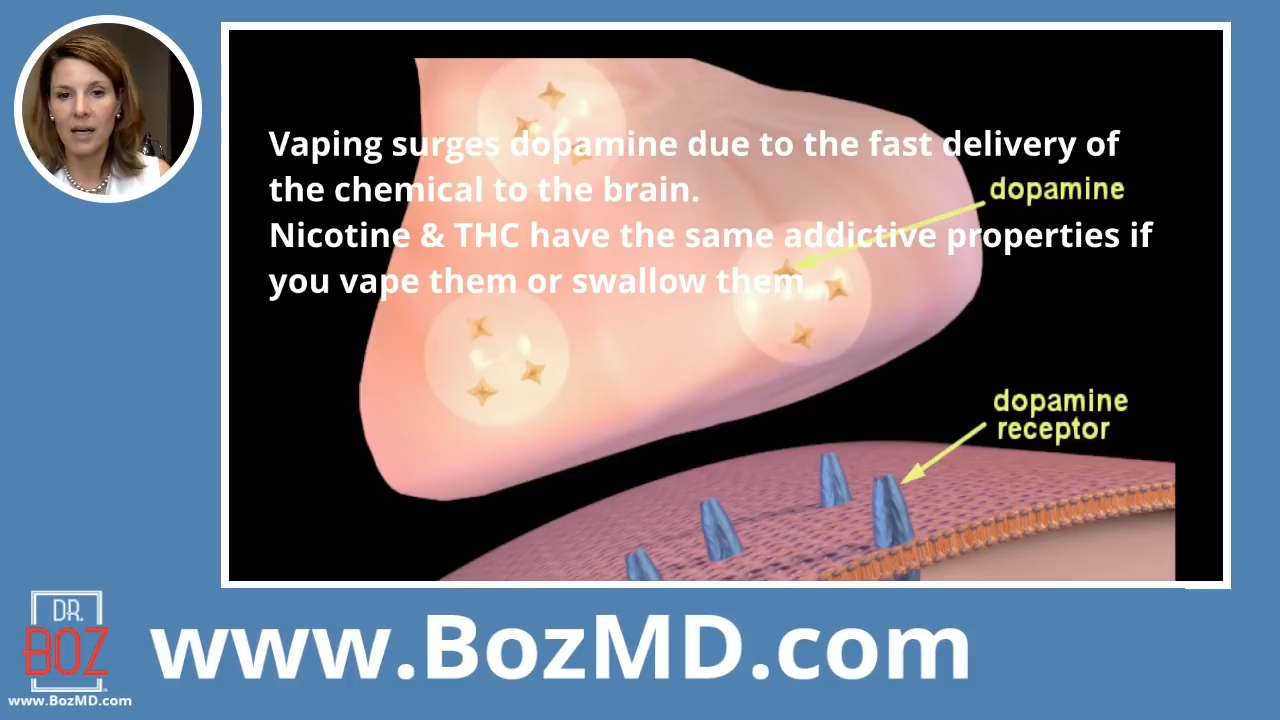 Vaping surges dopamine due to the fast delivery of
the chemical to the brain.
Nicotine & THC have the same addictive properties if
you vape them or swallow them.
dopamine
dopamine
receptor
DR.
BOZ
www.BozMD.com
www.BozMD.com